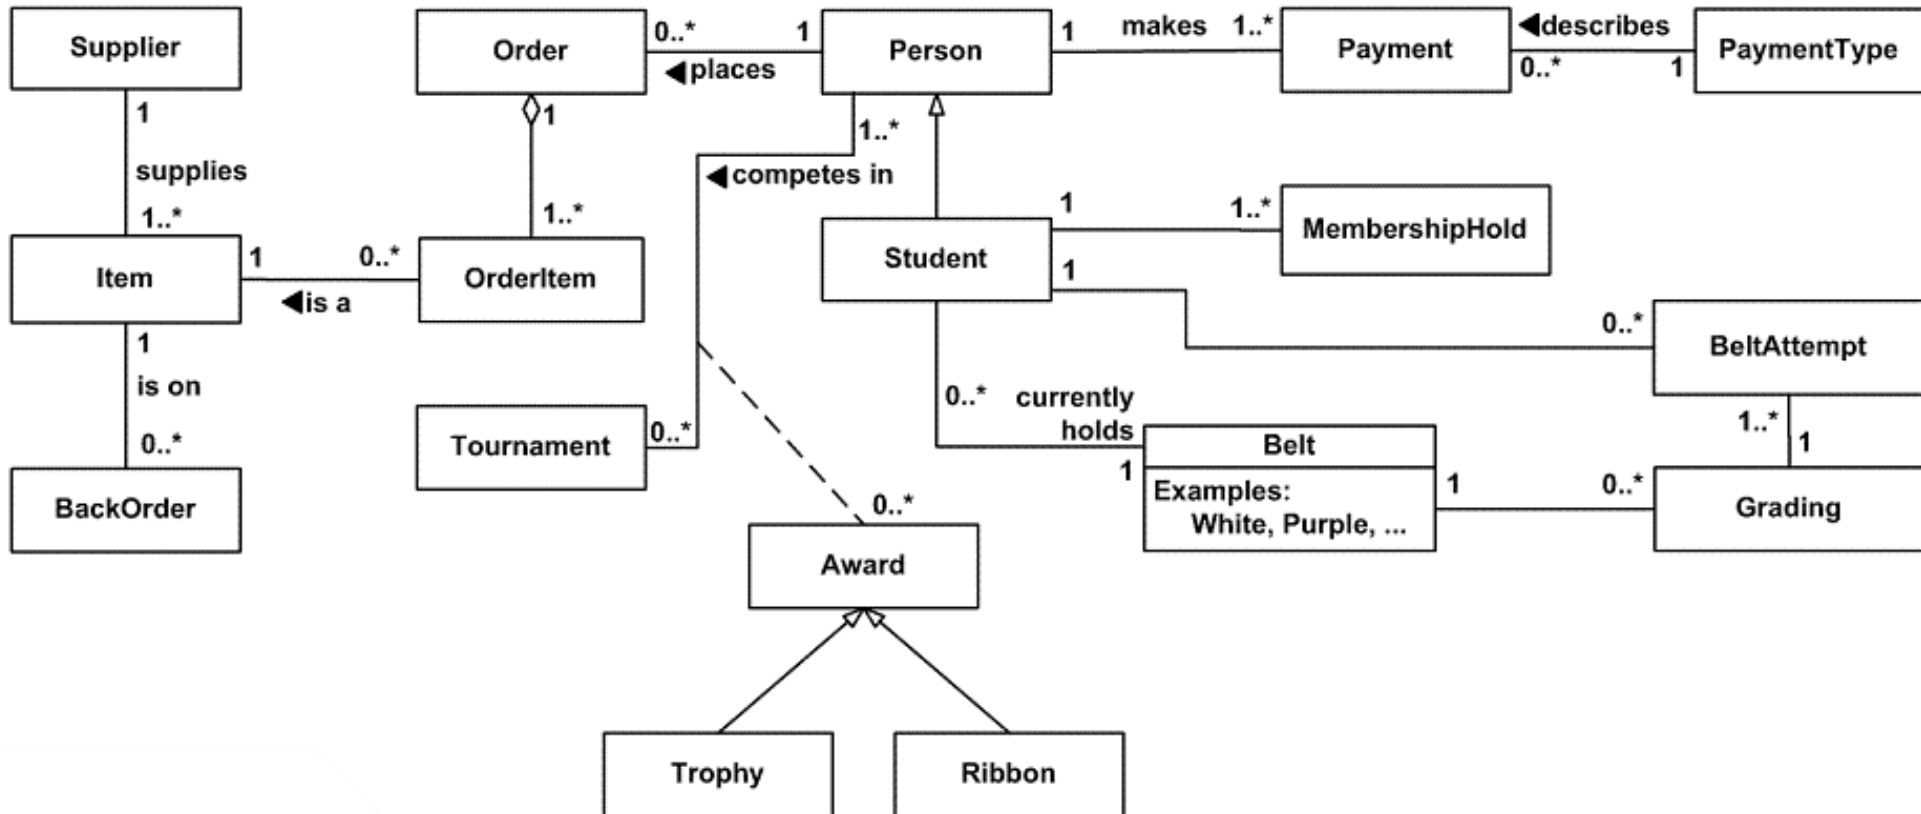 Supplier
1
supplies
1..*
Item
1
is on
0..*
BackOrder
1
0..*
◀is a
Order
1
1..*
OrderItem
0..*
1
◀places
Person
1..*
◀competes in
0..*
Tournament
0..*
Award
Trophy
Ribbon
1
makes
1..*
Payment
◀describes
0..*
1
PaymentType
Student
1
1..*
MembershipHold
1
0..*
BeltAttempt
1..*
1
Grading
0..*
currently
holds
1
Belt
Examples:
White, Purple, ...
1
0..*